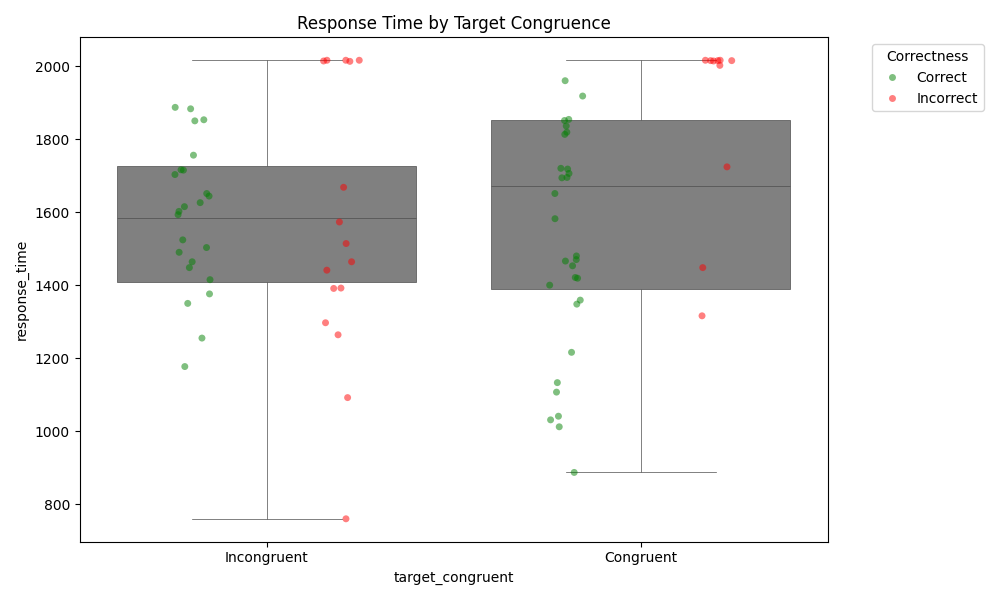 Response Time by Target Congruence
Correctness
Correct
Incorrect
response_time
2000
1800
1600
1400
1200
1000
800
Incongruent
Congruent
target_congruent